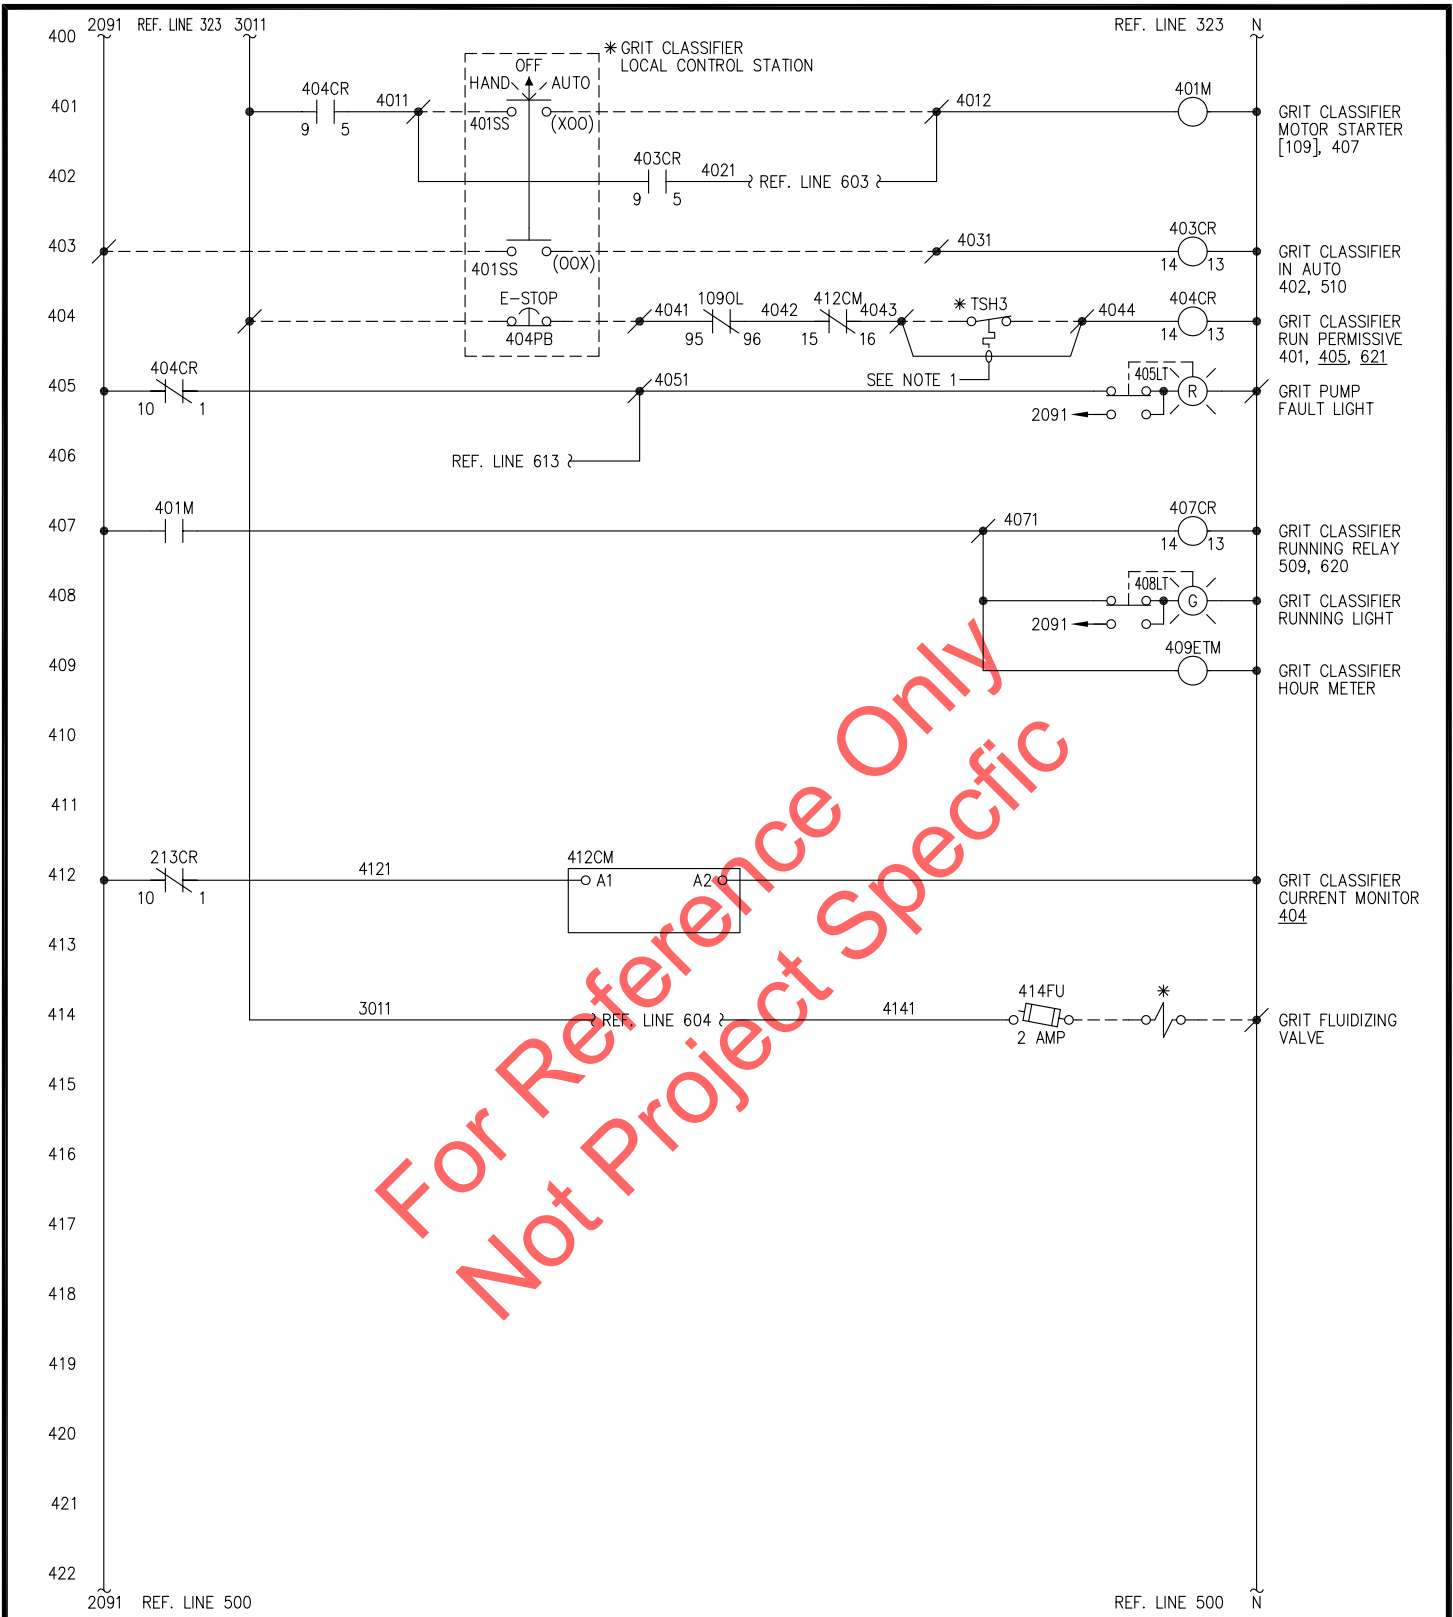 2091 REF. LINE 323 3011 REF. LINE 323 N
400
* GRIT CLASSIFIER
LOCAL CONTROL STATION
OFF
HAND AUTO
401 404CR 4011 401SS (XOO) 4012 401M
9 5
GRIT CLASSIFIER
MOTOR STARTER
[109], 407
402 403CR 4021 REF. LINE 603
9 5
403 401SS (OOX) 4031 403CR
14 13
GRIT CLASSIFIER
IN AUTO
402, 510
404 E-STOP 404PB 4041 109OL 4042 412CM 4043 * TSH3 4044 404CR
95 96 15 16 14 13
GRIT CLASSIFIER
RUN PERMISSIVE
401, 405, 621
SEE NOTE 1
405 404CR 4051 405LT R
10 1
2091
GRIT PUMP
FAULT LIGHT
406 REF. LINE 613
407 401M 4071 407CR
14 13
GRIT CLASSIFIER
RUNNING RELAY
509, 620
408 408LT G
2091
GRIT CLASSIFIER
RUNNING LIGHT
409 409ETM
GRIT CLASSIFIER
HOUR METER
410
411
412 213CR 4121 412CM A1 A2
10 1
GRIT CLASSIFIER
CURRENT MONITOR
404
413
414 3011 REF. LINE 604 4141 414FU *
2 AMP
GRIT FLUIDIZING
VALVE
415
416
417
418
419
420
421
422
2091 REF. LINE 500 REF. LINE 500 N
For Reference Only
Not Project Specfic